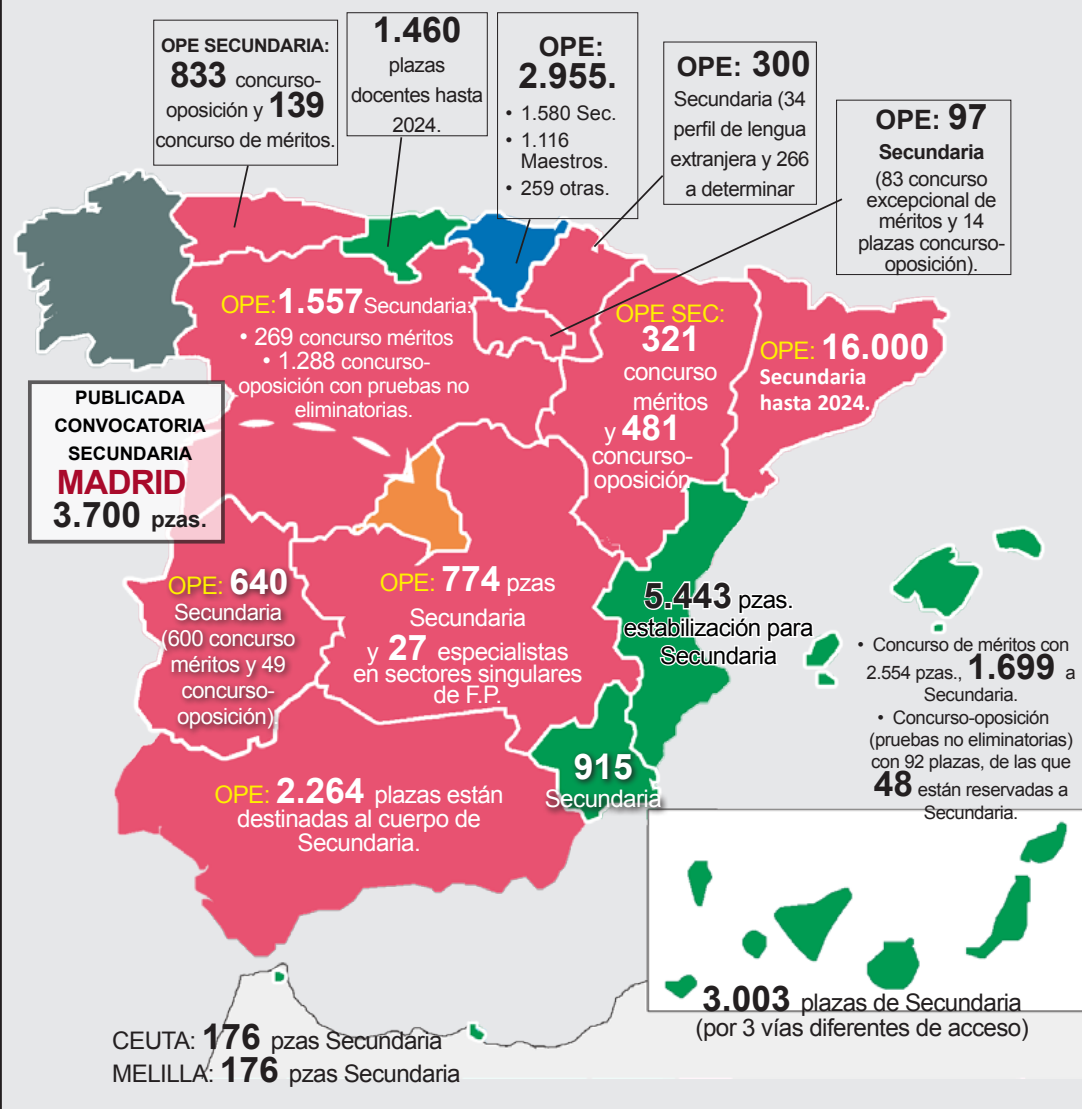 OPE SECUNDARIA:
833 concurso-
oposición y 139
concurso de méritos.
1.460
plazas
docentes hasta
2024.
OPE:
2.955.
• 1.580 Sec.
• 1.116
Maestros.
• 259 otras.
OPE: 300
Secundaria (34
perfil de lengua
extranjera y 266
a determinar
OPE: 97
Secundaria
(83 concurso
excepcional de
méritos y 14
plazas concurso-
oposición).
OPE: 1.557 Secundaria:
• 269 concurso méritos
• 1.288 concurso-
oposición con pruebas no
eliminatorias.
OPE SEC:
321
concurso
méritos
y 481
concurso-
oposición
OPE: 16.000
Secundaria
hasta 2024.
PUBLICADA
CONVOCATORIA
SECUNDARIA
MADRID
3.700 pzas.
OPE: 640
Secundaria
(600 concurso
méritos y 49
concurso-
oposición)
OPE: 774 pzas
Secundaria
y 27 especialistas
en sectores singulares
de F.P.
5.443 pzas.
estabilización para
Secundaria
• Concurso de méritos con
2.554 pzas., 1.699 a
Secundaria.
• Concurso-oposición
(pruebas no eliminatorias)
con 92 plazas, de las que
48 están reservadas a
Secundaria.
915
Secundaria
OPE: 2.264 plazas están
destinadas al cuerpo de
Secundaria.
3.003 plazas de Secundaria
(por 3 vías diferentes de acceso)
CEUTA: 176 pzas Secundaria
MELILLA: 176 pzas Secundaria